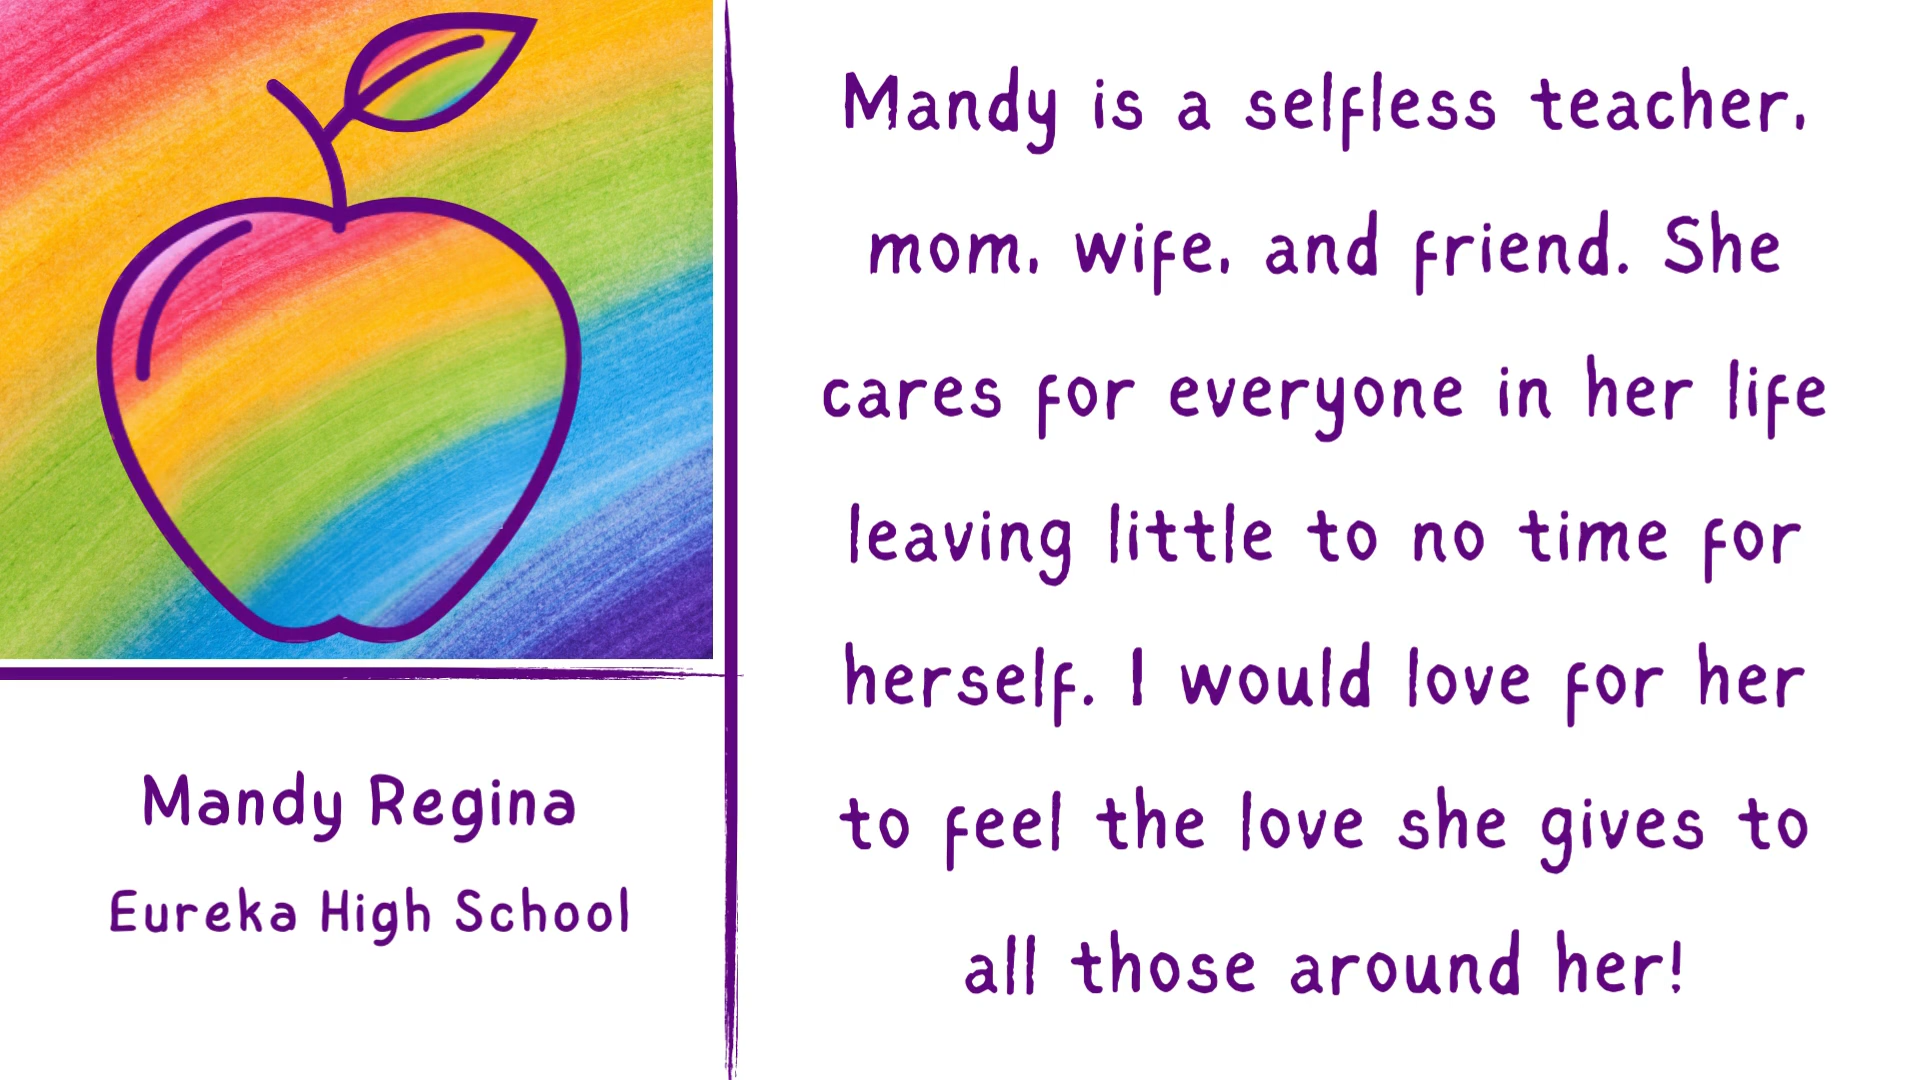 Mandy is a selfless teacher,
mom, wife, and friend. She
cares for everyone in her life
leaving little to no time for
herself. I would love for her
to feel the love she gives to
all those around her!
Mandy Regina
Eureka High School